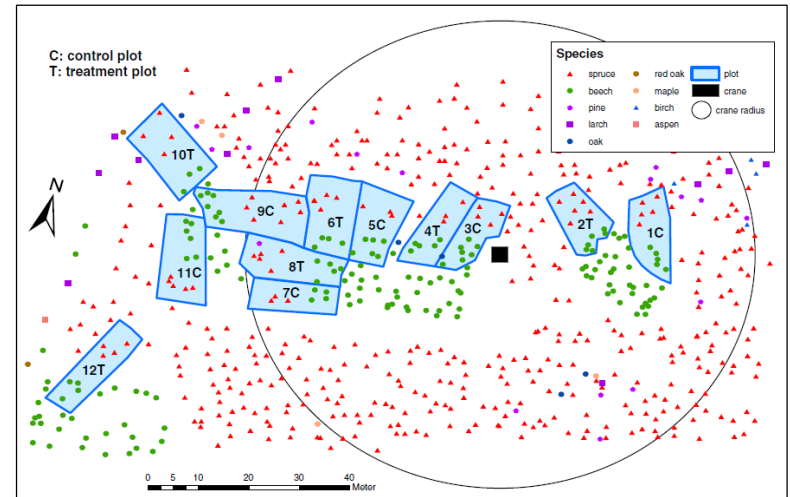 C: control plot
T: treatment plot
Species
spruce
beech
pine
larch
oak
red oak
maple
birch
aspen
plot
crane
crane radius
N
10T
9C
6T
5C
4T
3C
2T
1C
11C
8T
7C
12T
0 5 10 20 30 40
Meter